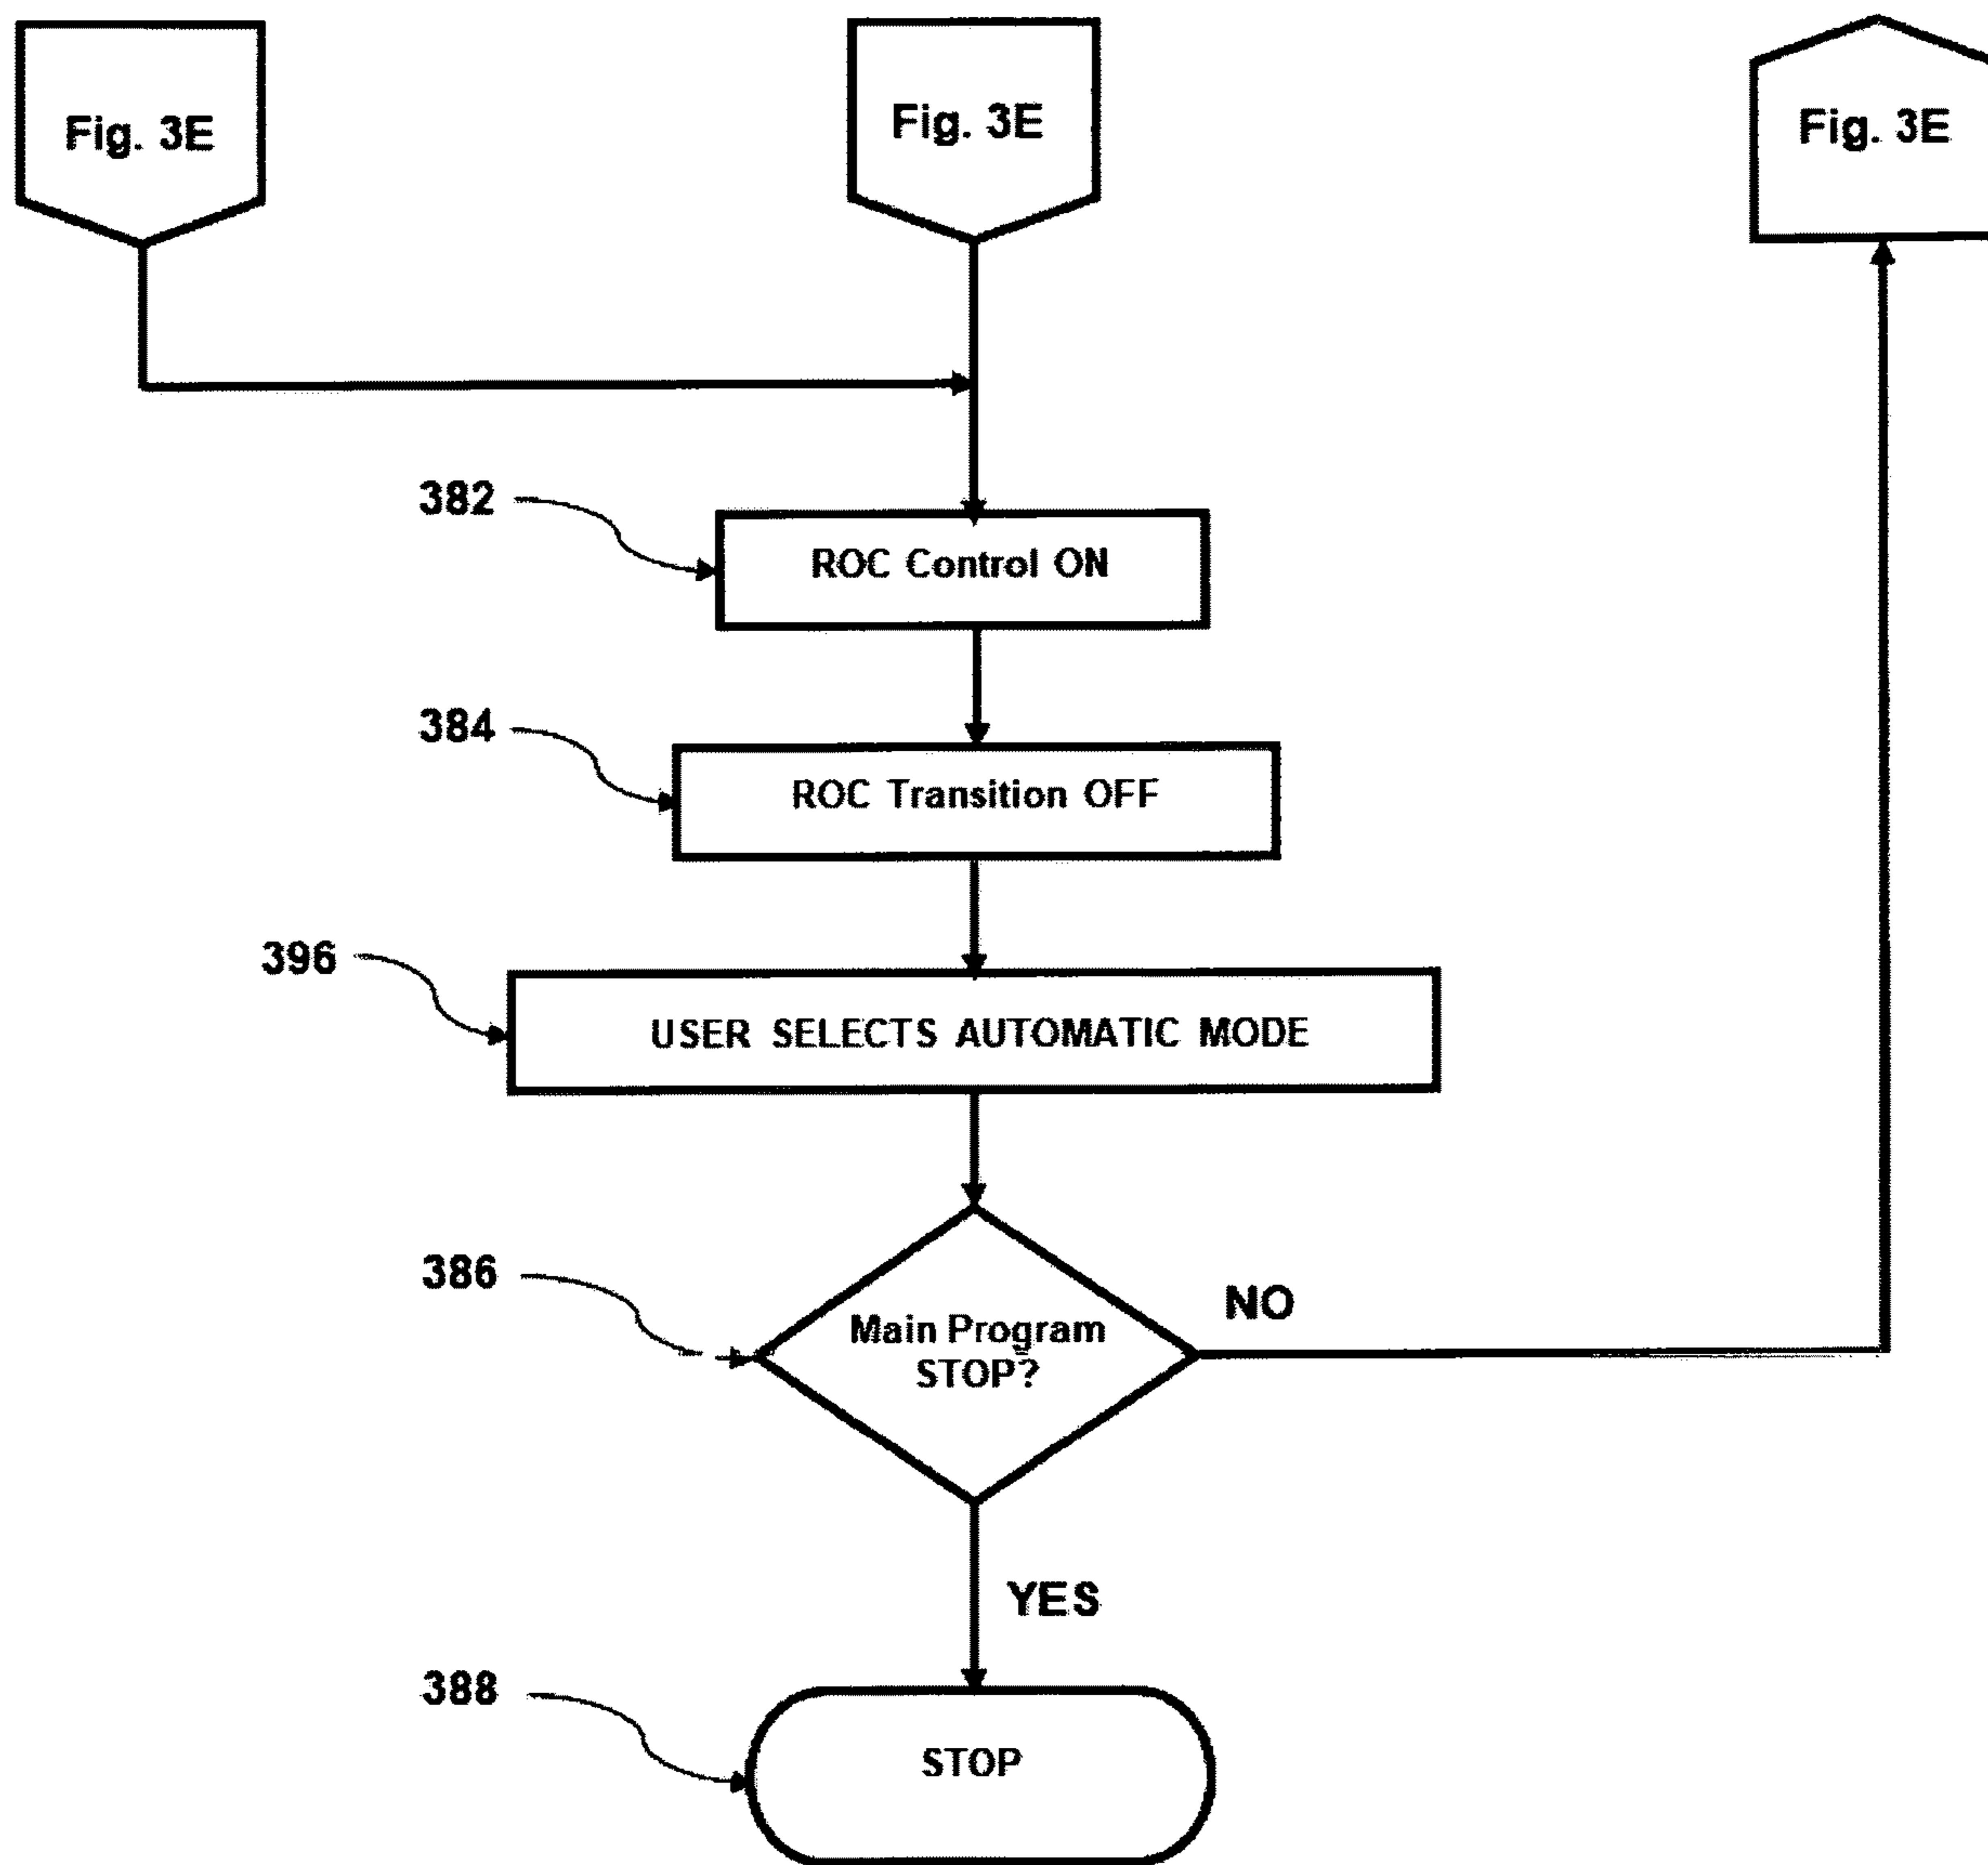 Fig. 3E
Fig. 3E
Fig. 3E
382
ROC Control ON
384
ROC Transition OFF
396
USER SELECTS AUTOMATIC MODE
386
Main Program
STOP?
NO
YES
388
STOP